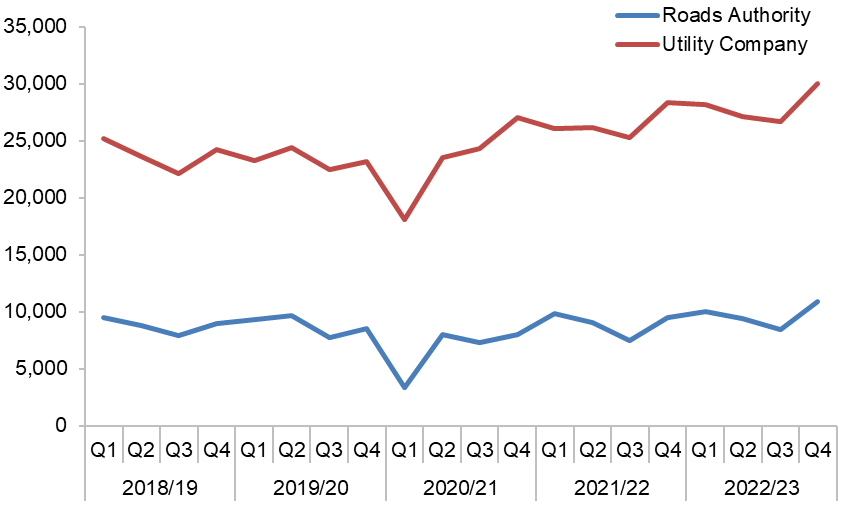 35,000
Roads Authority
Utility Company
30,000
25,000
20,000
15,000
10,000
5,000
0
Q1 Q2 Q3 Q4 Q1 Q2 Q3 Q4 Q1 Q2 Q3 Q4 Q1 Q2 Q3 Q4 Q1 Q2 Q3 Q4
2018/19 2019/20 2020/21 2021/22 2022/23